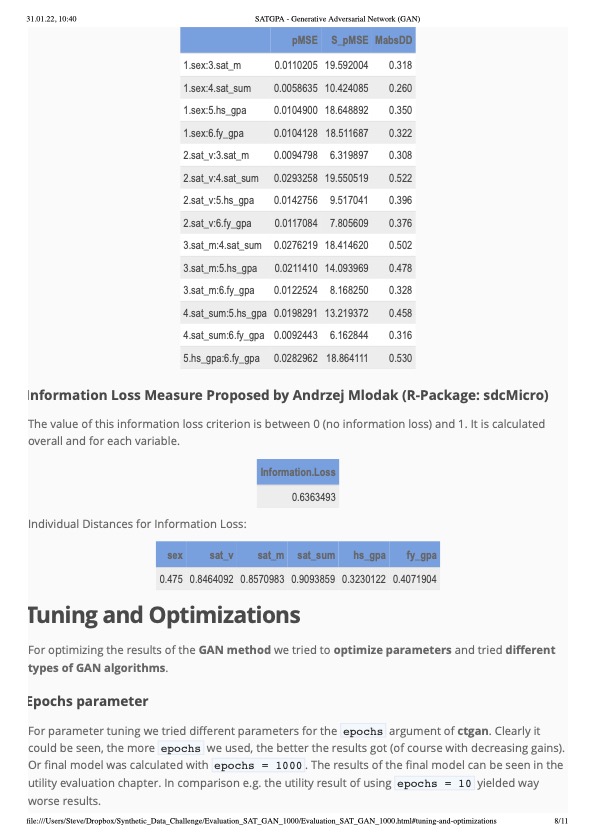 31.01.22, 10:40 SATGPA - Generative Adversarial Network (GAN)
pMSE S_pMSE MabsDD
1.sex:3.sat_m 0.0110205 19.592004 0.318
1.sex:4.sat_sum 0.0058635 10.424085 0.260
1.sex:5.hs_gpa 0.0104900 18.648892 0.350
1.sex:6.fy_gpa 0.0104128 18.511687 0.322
2.sat_v:3.sat_m 0.0094798 6.319897 0.308
2.sat_v:4.sat_sum 0.0293258 19.550519 0.522
2.sat_v:5.hs_gpa 0.0142756 9.517041 0.396
2.sat_v:6.fy_gpa 0.0117084 7.805609 0.376
3.sat_m:4.sat_sum 0.0276219 18.414620 0.502
3.sat_m:5.hs_gpa 0.0211410 14.093969 0.478
3.sat_m:6.fy_gpa 0.0122524 8.168250 0.328
4.sat_sum:5.hs_gpa 0.0198291 13.219372 0.458
4.sat_sum:6.fy_gpa 0.0092443 6.162844 0.316
5.hs_gpa:6.fy_gpa 0.0282962 18.864111 0.530
Information Loss Measure Proposed by Andrzej Mlodak (R-Package: sdcMicro)
The value of this information loss criterion is between 0 (no information loss) and 1. It is calculated
overall and for each variable.
Information.Loss
0.6363493
Individual Distances for Information Loss:
sex sat_v sat_m sat_sum hs_gpa fy_gpa
0.475 0.8464092 0.8570983 0.9093859 0.3230122 0.4071904
Tuning and Optimizations
For optimizing the results of the GAN method we tried to optimize parameters and tried different
types of GAN algorithms.
Epochs parameter
For parameter tuning we tried different parameters for the epochs argument of ctgan. Clearly it
could be seen, the more epochs we used, the better the results got (of course with decreasing gains).
Or final model was calculated with epochs = 1000. The results of the final model can be seen in the
utility evaluation chapter. In comparison e.g. the utility result of using epochs = 10 yielded way
worse results.
file:///Users/Steve/Dropbox/Synthetic_Data_Challenge/Evaluation_SAT_GAN_1000/Evaluation_SAT_GAN_1000.html#tuning-and-optimizations 8/11